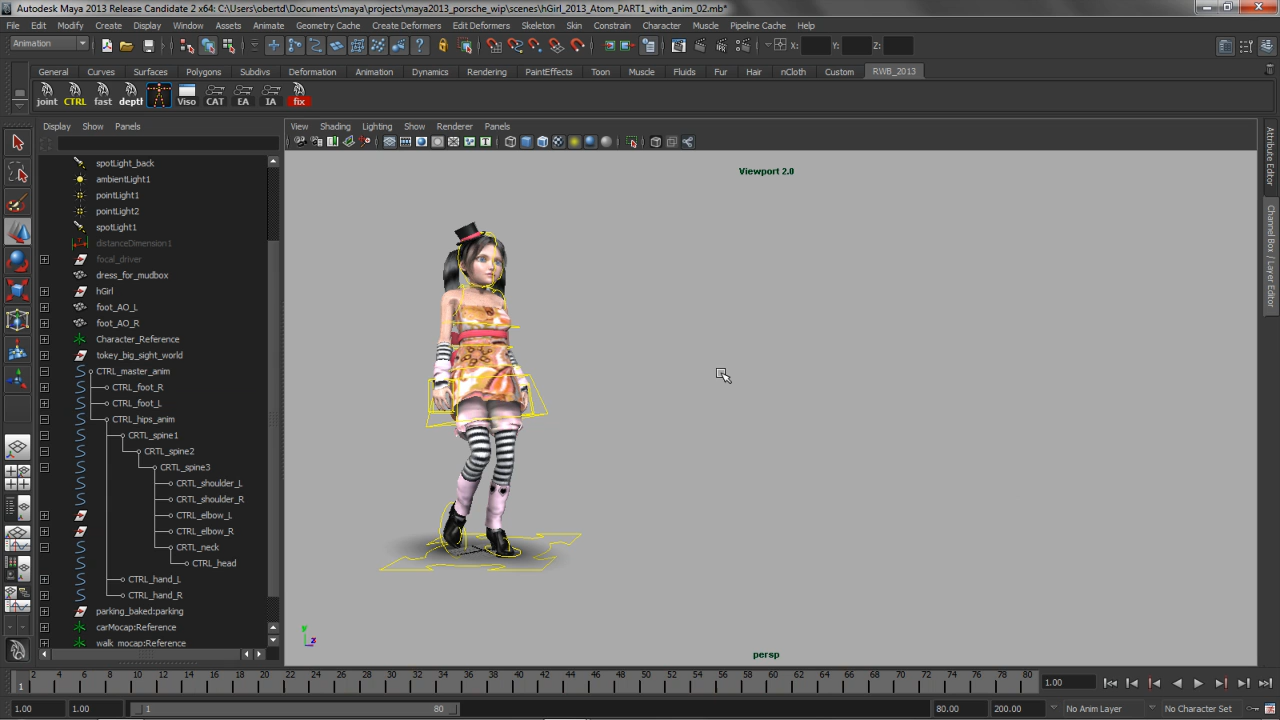 Autodesk Maya 2013 Release Candidate 2 x64: C:\Users\obertd\Documents\maya\projects\maya2013_porsche_wip\scenes\hGirl_2013_Atom_PART1_with_anim_02.mb*
File Edit Modify Create Display Window Assets Animate Geometry Cache Create Deformers Edit Deformers Skeleton Skin Constrain Character Muscle Pipeline Cache Help
Animation X: Y: Z:
General Curves Surfaces Polygons Subdivs Deformation Animation Dynamics Rendering PaintEffects Toon Muscle Fluids Fur Hair nCloth Custom RWB_2013
joint CTRL fast deptl Viso CAT EA IA fix
Display Show Panels
View Shading Lighting Show Renderer Panels
Viewport 2.0
spotLight_back
ambientLight1
pointLight1
pointLight2
spotLight1
distanceDimension1
focal_driver
dress_for_mudbox
hGirl
foot_AO_L
foot_AO_R
Character_Reference
tokey_big_sight_world
CTRL_master_anim
CTRL_foot_R
CTRL_foot_L
CTRL_hips_anim
CRTL_spine1
CTRL_spine2
CRTL_spine3
CRTL_shoulder_L
CRTL_shoulder_R
CTRL_elbow_L
CTRL_elbow_R
CRTL_neck
CTRL_head
CTRL_hand_L
CTRL_hand_R
parking_baked:parking
carMocap:Reference
walk_mocap:Reference
y
z
persp
Attribute Editor
Channel Box / Layer Editor
2 4 6 8 10 12 14 16 18 20 22 24 26 28 30 32 34 36 38 40 42 44 46 48 50 52 54 56 58 60 62 64 66 68 70 72 74 76 78 80
1
1.00
1.00 1.00 1 80 80.00 200.00 No Anim Layer No Character Set